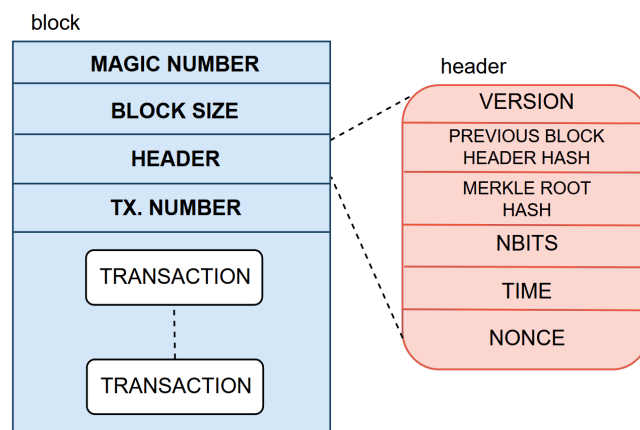 block
MAGIC NUMBER
BLOCK SIZE
HEADER
TX. NUMBER
TRANSACTION
TRANSACTION
header
VERSION
PREVIOUS BLOCK
HEADER HASH
MERKLE ROOT
HASH
NBITS
TIME
NONCE